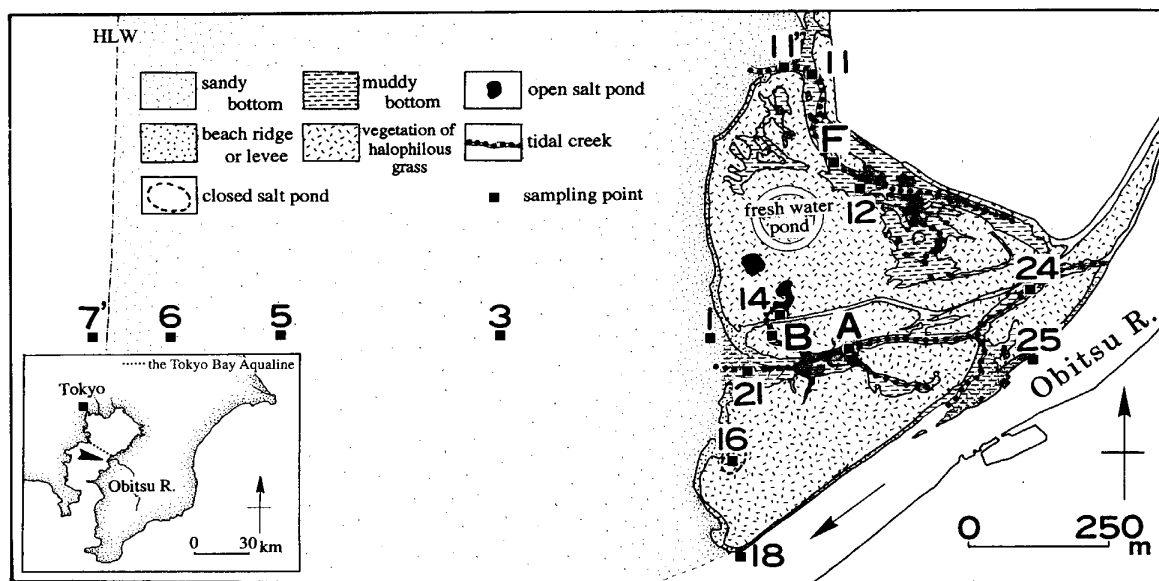 HLW
sandy
bottom
muddy
bottom
open salt pond
beach ridge
or levee
vegetation of
halophilous
grass
tidal creek
closed salt pond
sampling point
11"
11
F
12
fresh water
pond
24
14
7'
6
5
3
1
B
A
25
21
16
18
Obitsu R.
0 250
m
the Tokyo Bay Aqualine
Tokyo
Obitsu R.
0 30 km